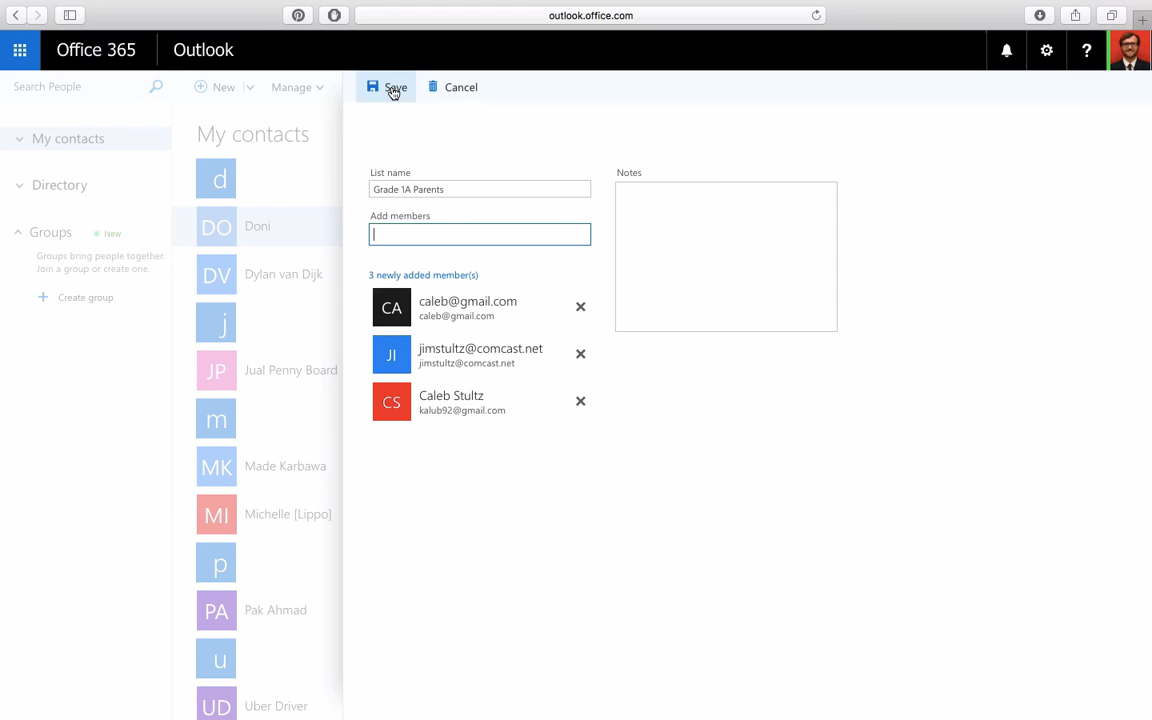 outlook.office.com
Office 365
Outlook
?
Search People
New
Manage
Save
Cancel
My contacts
Directory
Groups
New
Groups bring people together.
Join a group or create one.
Create group
My contacts
d
DO
Doni
DV
Dylan van Dijk
j
JP
Jual Penny Board
m
MK
Made Karbawa
MI
Michelle [Lippo]
p
PA
Pak Ahmad
u
UD
Uber Driver
List name
Grade 1A Parents
Add members
3 newly added member(s)
CA
caleb@gmail.com
caleb@gmail.com
JI
jimstultz@comcast.net
jimstultz@comcast.net
CS
Caleb Stultz
kalub92@gmail.com
Notes